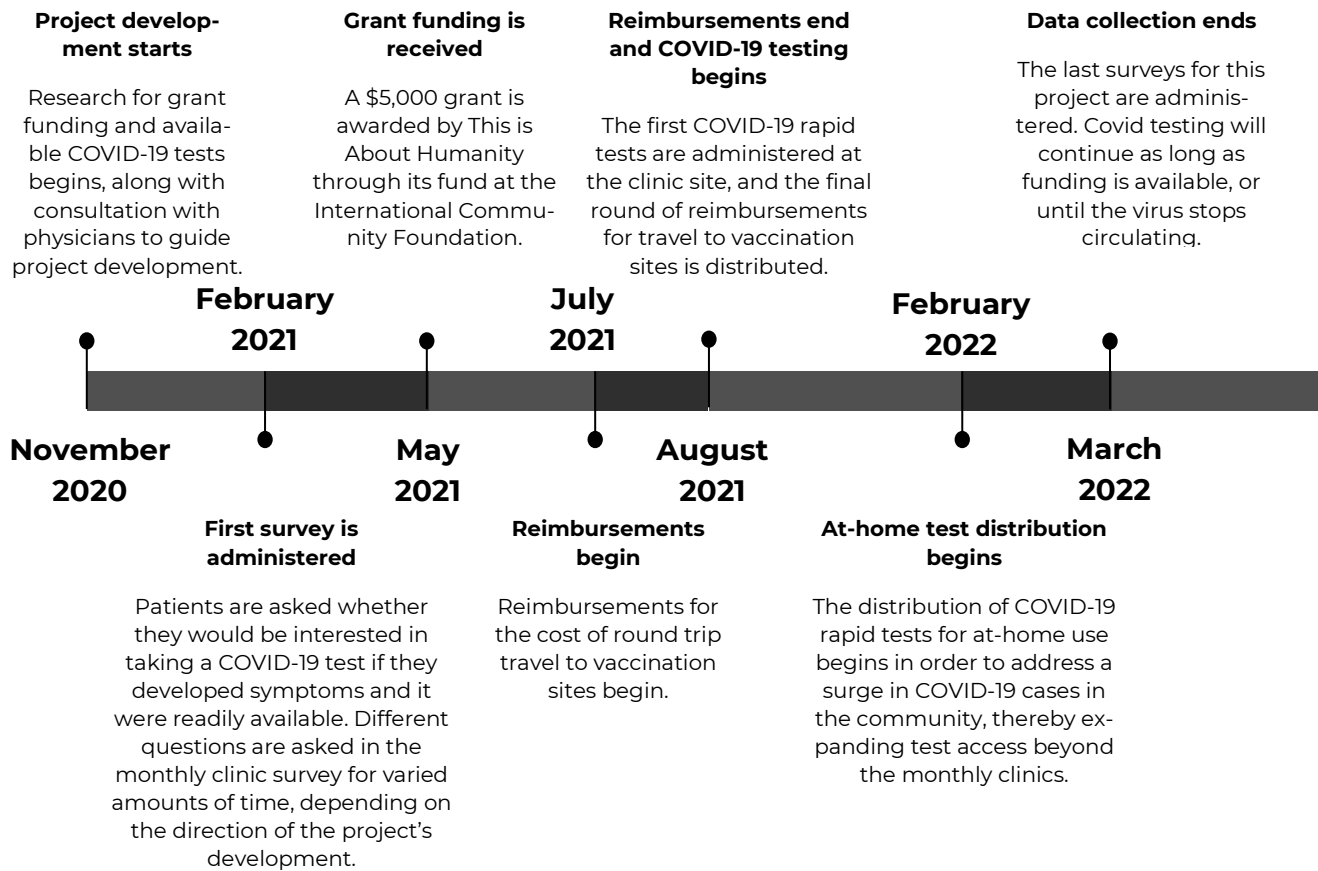 Project develop-
ment starts
Research for grant
funding and availa-
ble COVID-19 tests
begins, along with
consultation with
physicians to guide
project development.
Grant funding is
received
A $5,000 grant is
awarded by This is
About Humanity
through its fund at the
International Commu-
nity Foundation.
Reimbursements end
and COVID-19 testing
begins
The first COVID-19 rapid
tests are administered at
the clinic site, and the final
round of reimbursements
for travel to vaccination
sites is distributed.
Data collection ends
The last surveys for this
project are adminis-
tered. Covid testing will
continue as long as
funding is available, or
until the virus stops
circulating.
February
2021
July
2021
February
2022
November
2020
May
2021
August
2021
March
2022
First survey is
administered
Patients are asked whether
they would be interested in
taking a COVID-19 test if they
developed symptoms and it
were readily available. Different
questions are asked in the
monthly clinic survey for varied
amounts of time, depending on
the direction of the project's
development.
Reimbursements
begin
Reimbursements for
the cost of round trip
travel to vaccination
sites begin.
At-home test distribution
begins
The distribution of COVID-19
rapid tests for at-home use
begins in order to address a
surge in COVID-19 cases in
the community, thereby ex-
panding test access beyond
the monthly clinics.